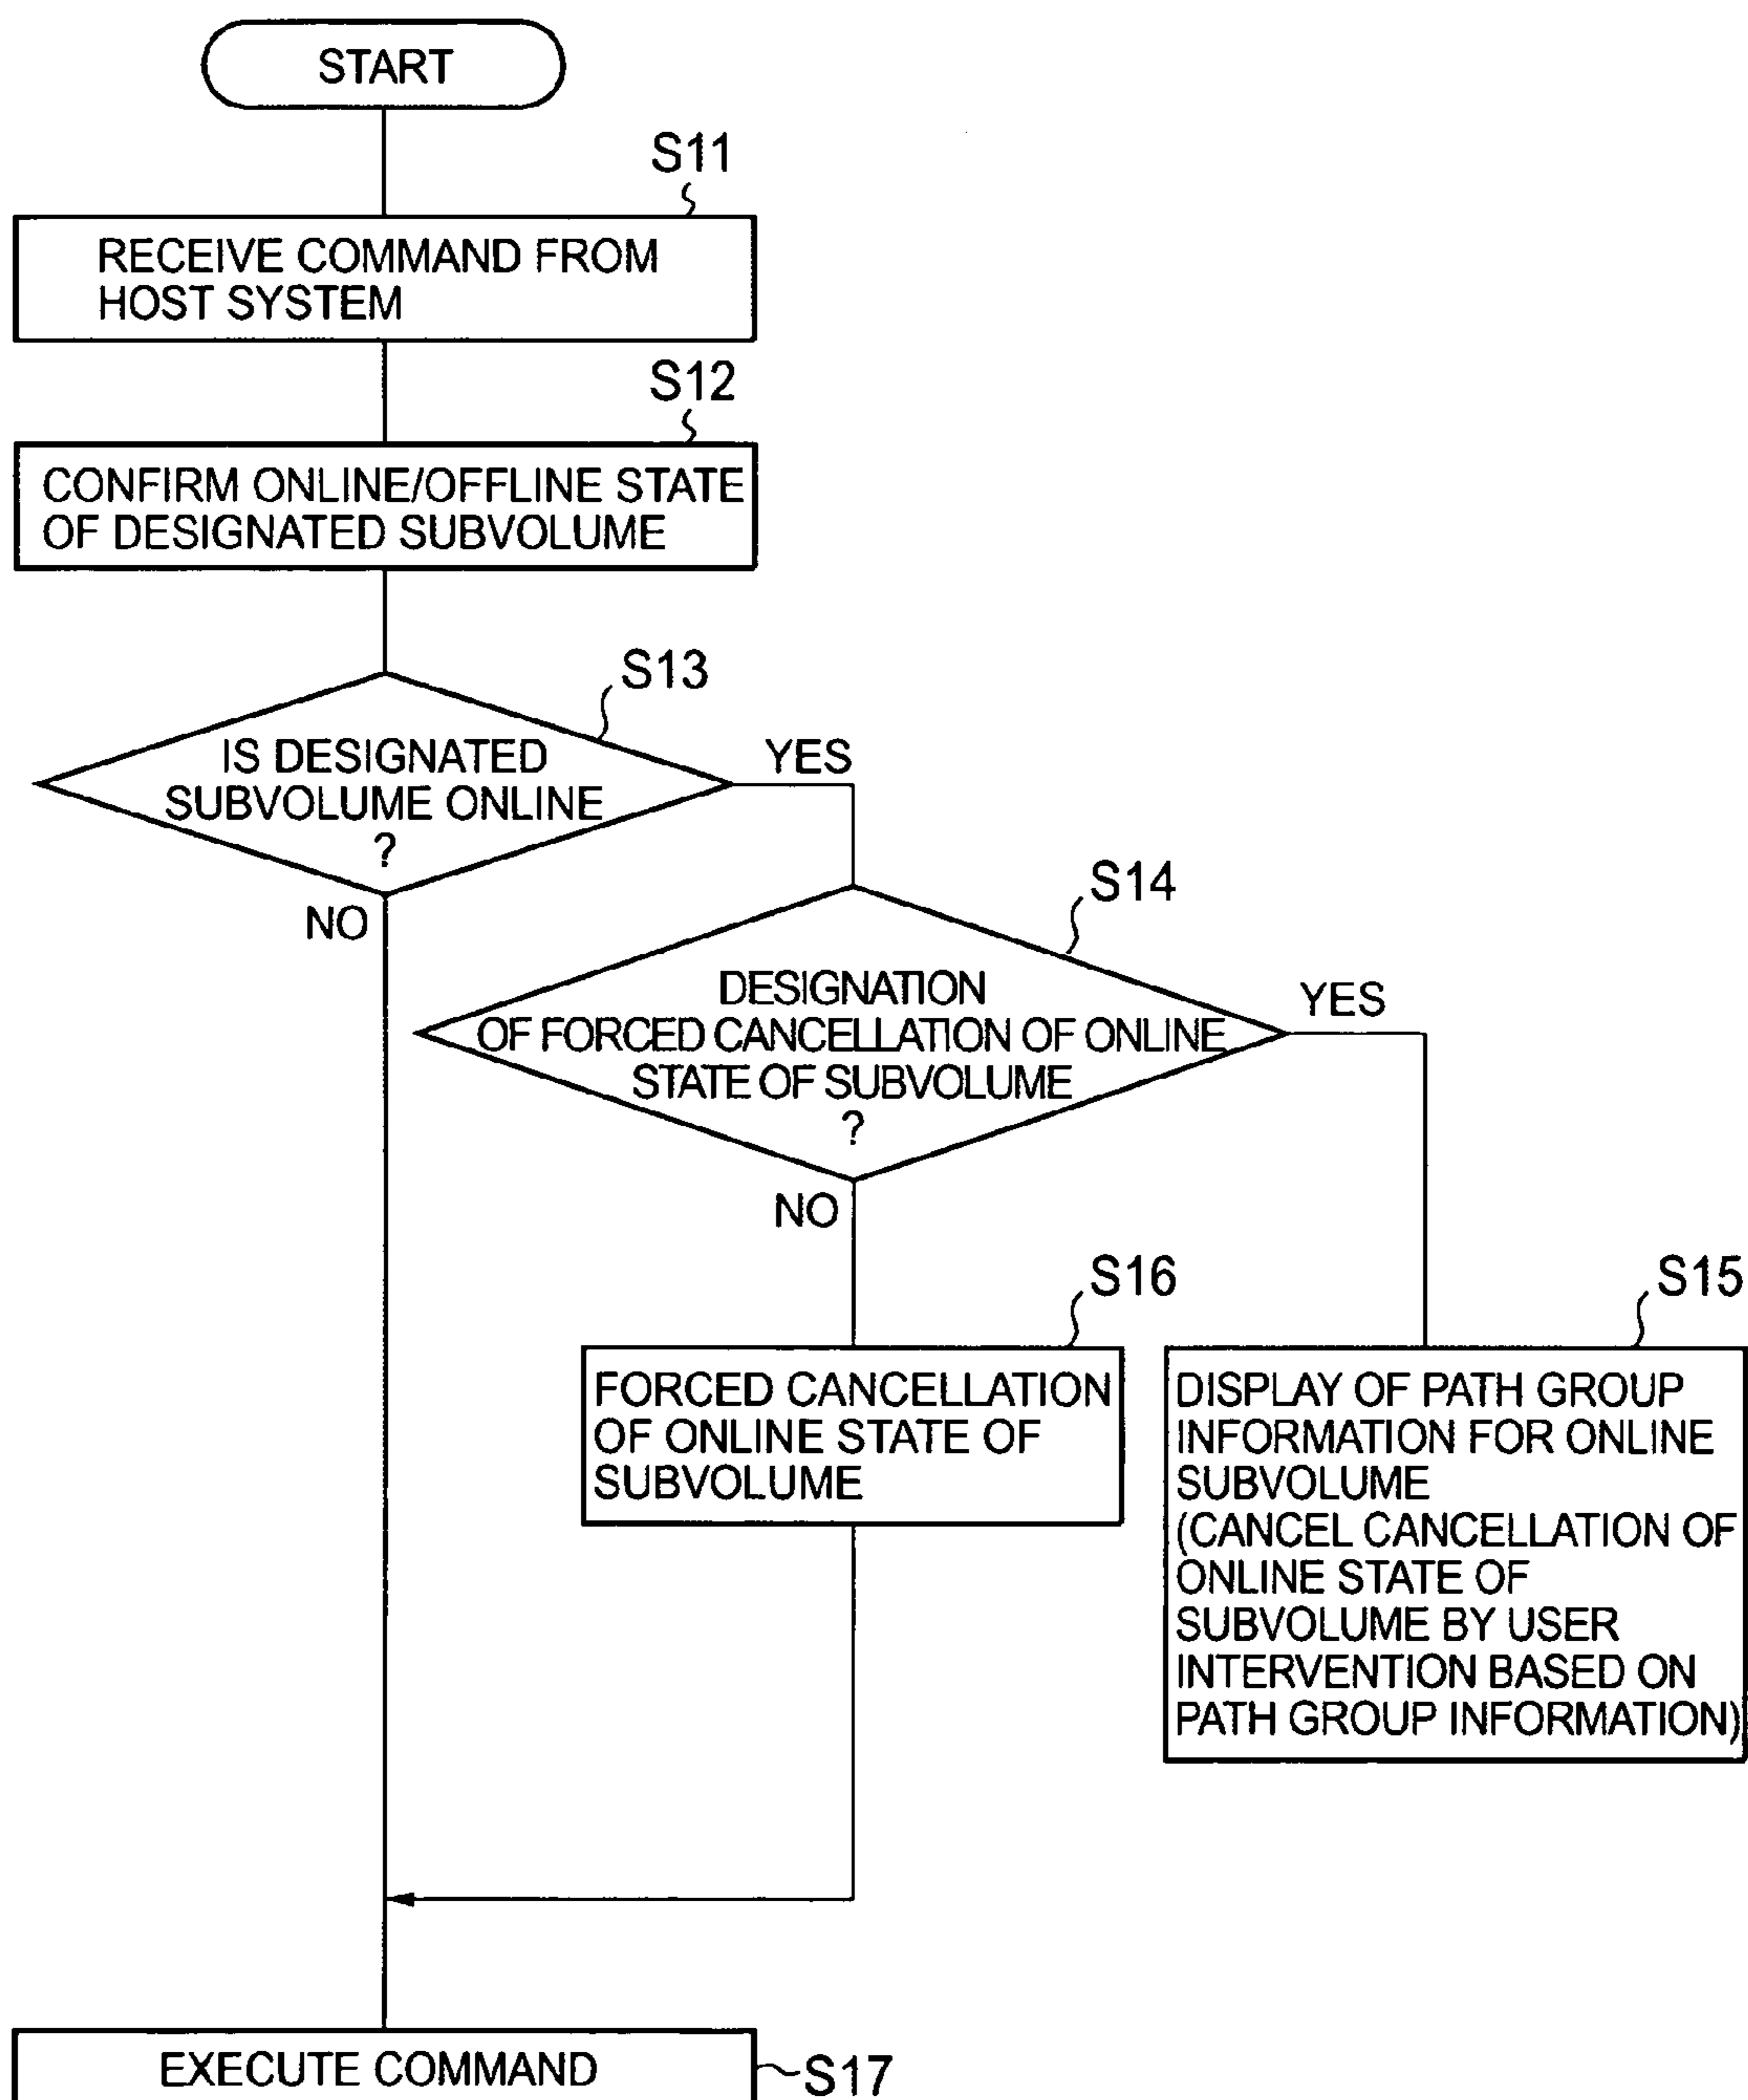 START
S11
RECEIVE COMMAND FROM
HOST SYSTEM
S12
CONFIRM ONLINE/OFFLINE STATE
OF DESIGNATED SUBVOLUME
S13
IS DESIGNATED
SUBVOLUME ONLINE
?
YES
NO
S14
DESIGNATION
OF FORCED CANCELLATION OF ONLINE
STATE OF SUBVOLUME
?
YES
NO
S16
FORCED CANCELLATION
OF ONLINE STATE OF
SUBVOLUME
S15
DISPLAY OF PATH GROUP
INFORMATION FOR ONLINE
SUBVOLUME
(CANCEL CANCELLATION OF
ONLINE STATE OF
SUBVOLUME BY USER
INTERVENTION BASED ON
PATH GROUP INFORMATION)
EXECUTE COMMAND
S17